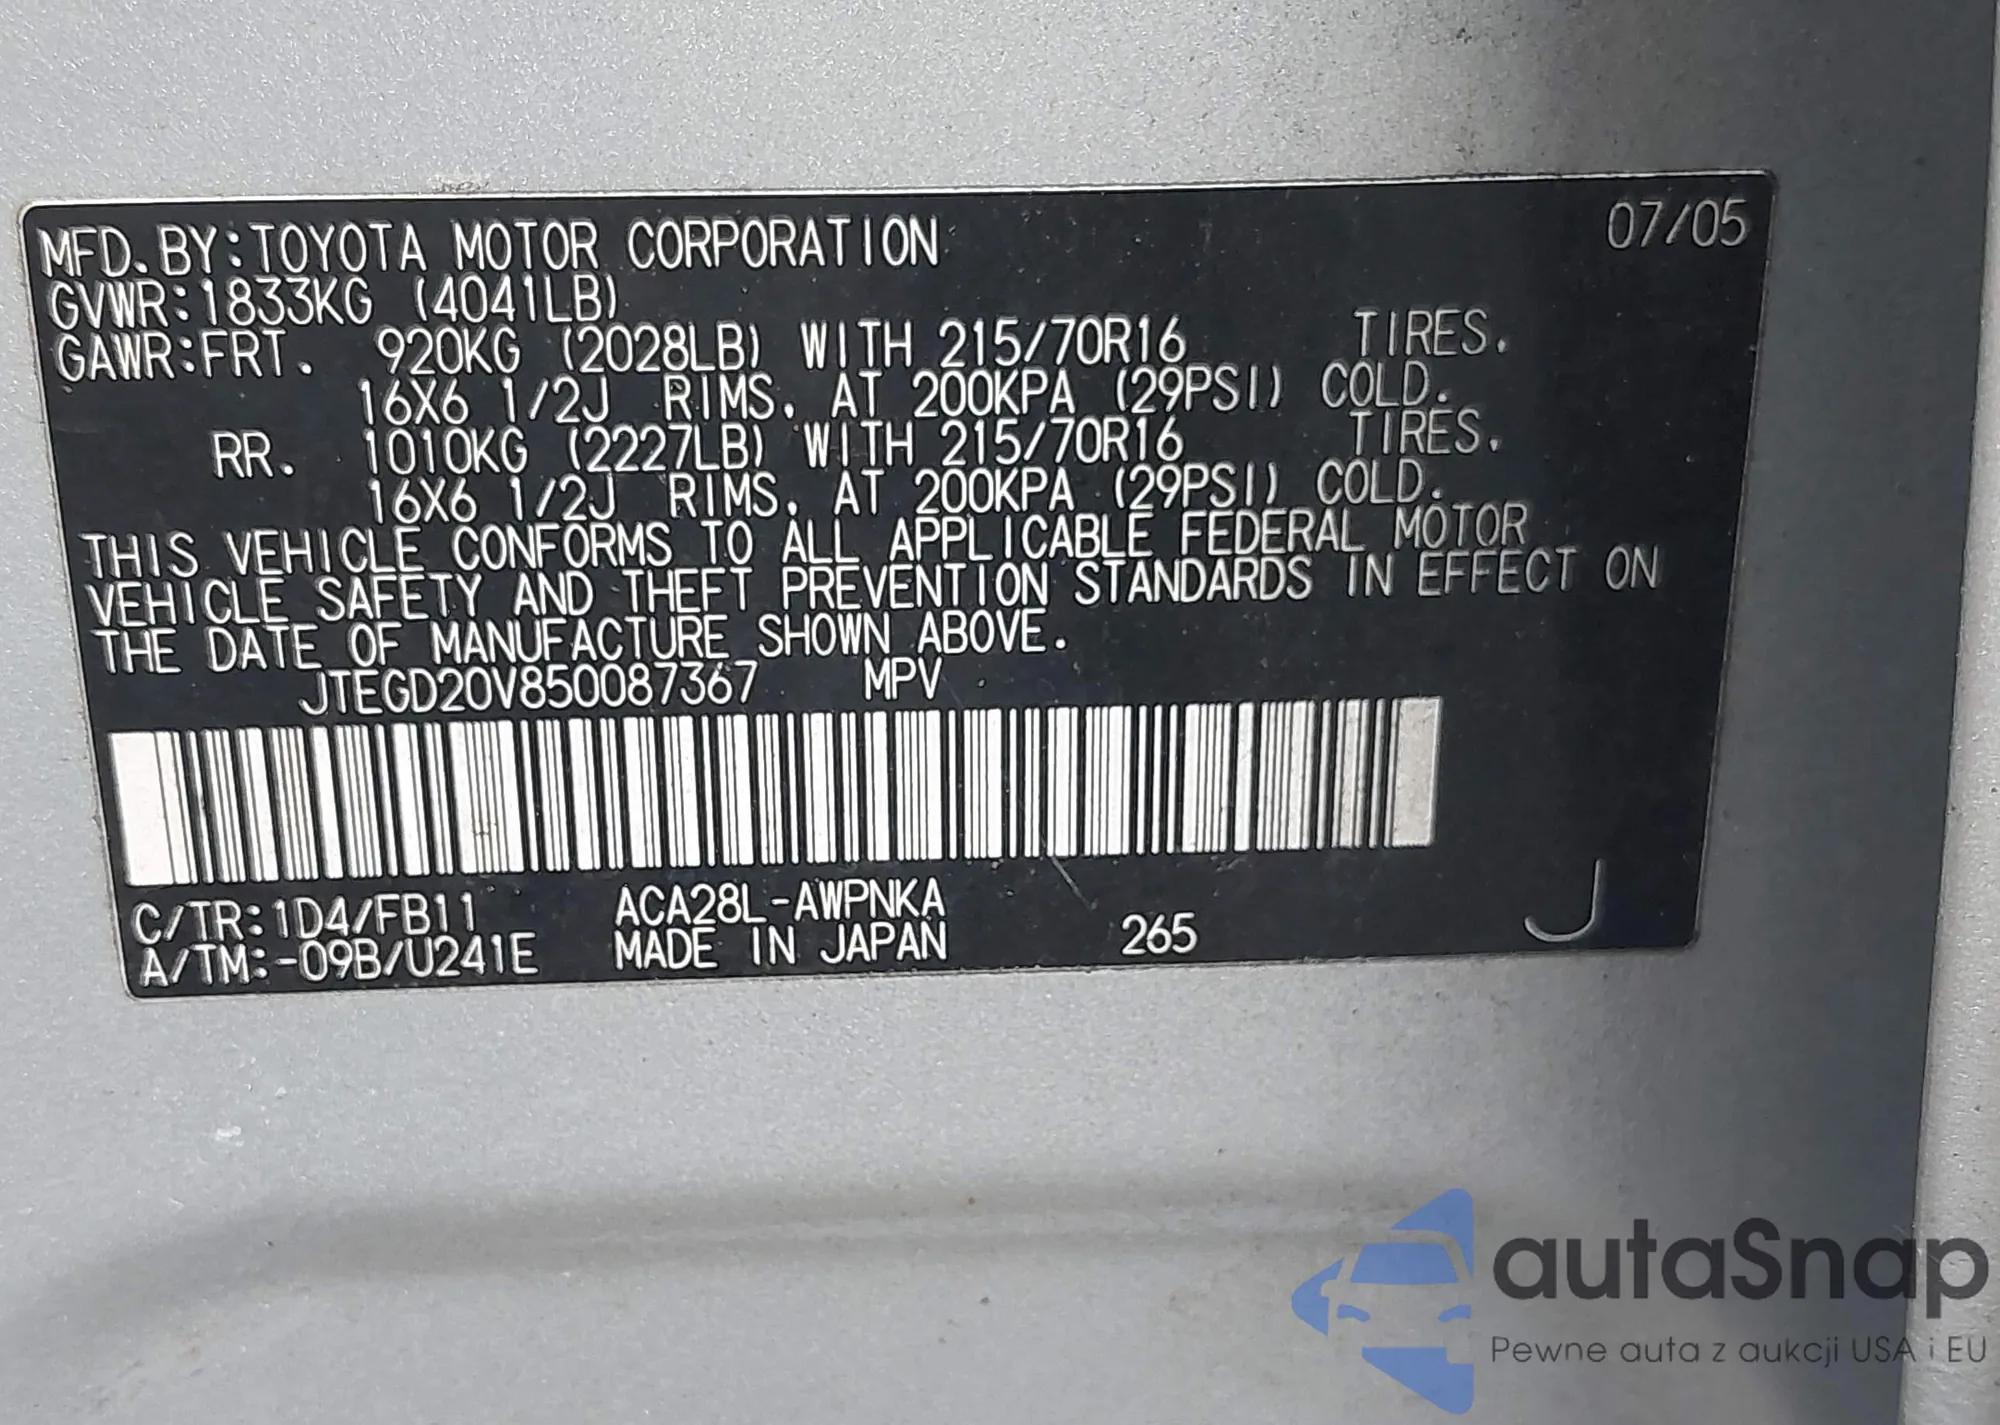 07/05
MFD. BY: TOYOTA MOTOR CORPORATION
GVWR: 1833KG (4041LB)
GAWR: FRT. 920KG (2028LB) WITH 215/70R16 TIRES.
16X6 1/2J RIMS, AT 200KPA (29PSI) COLD.
RR. 1010KG (2227LB) WITH 215/70R16 TIRES.
16X6 1/2J RIMS, AT 200KPA (29PSI) COLD.
THIS VEHICLE CONFORMS TO ALL APPLICABLE FEDERAL MOTOR
VEHICLE SAFETY AND THEFT PREVENTION STANDARDS IN EFFECT ON
THE DATE OF MANUFACTURE SHOWN ABOVE.
JTEGD20V850087367 MPV
C/TR: 1D4/FB11 ACA28L-AWPNKA
A/TM: -09B/U241E MADE IN JAPAN 265 J
autaSnap
Pewne auta z aukcji USA i EU